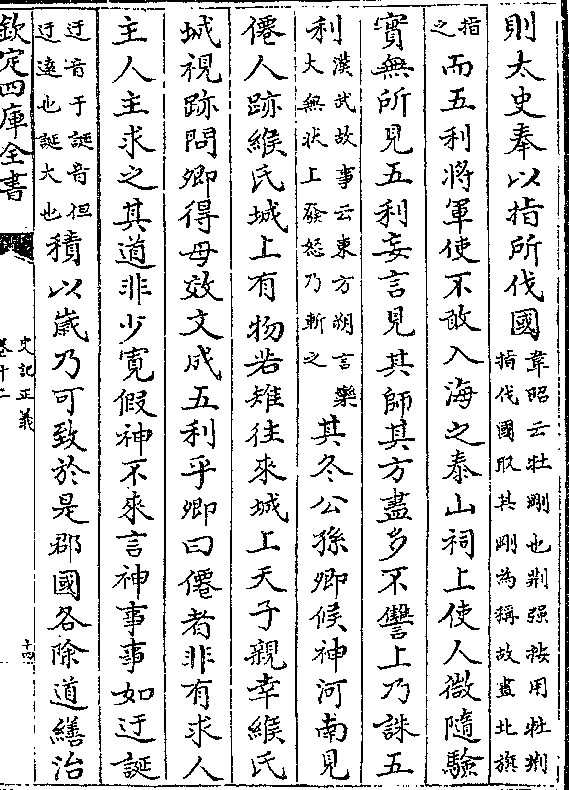 則太史奉以指所伐國
韋昭云牡剛也荆强按用牡荆
指伐國取其剛為稱故畫北旗
指
之
而五利將軍使不敢入海之泰山祠上使人微隨驗
實無所見五利妄言見其師其方盡多不讐上乃誅五
利
漢武故事云東方朔言欒
大無狀上發怒乃斬之
其冬公孫卿候神河南見
僊人跡緱氏城上有物若雉往來城上天子親幸緱氏
城視跡問卿得母效文成五利乎卿曰僊者非有求人
主人主求之其道非少寛假神不來言神事事如迂誕
迂音于誕音但
迂遠也誕大也
積以歲乃可致於是郡國各除道繕治
欽定四庫全書
史記正義
卷十二
十四